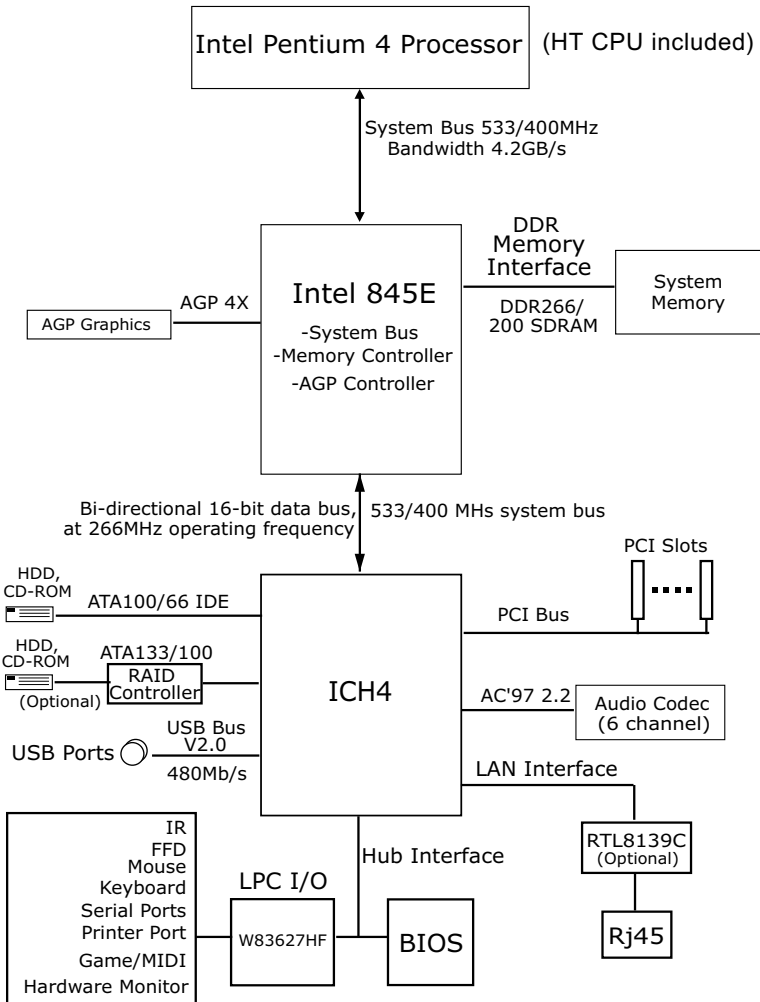 Intel Pentium 4 Processor
(HT CPU included)
System Bus 533/400MHz
Bandwidth 4.2GB/s
DDR
Memory
Interface
DDR266/
200 SDRAM
System
Memory
Intel 845E
-System Bus
-Memory Controller
-AGP Controller
AGP 4X
AGP Graphics
Bi-directional 16-bit data bus,
at 266MHz operating frequency
533/400 MHs system bus
PCI Slots
PCI Bus
HDD,
CD-ROM
ATA100/66 IDE
HDD,
CD-ROM
(Optional)
ATA133/100
RAID
Controller
ICH4
AC'97 2.2
Audio Codec
(6 channel)
USB Ports
USB Bus
V2.0
480Mb/s
LAN Interface
RTL8139C
(Optional)
Rj45
Hub Interface
IR
FFD
Mouse
Keyboard
Serial Ports
Printer Port
Game/MIDI
Hardware Monitor
LPC I/O
W83627HF
BIOS